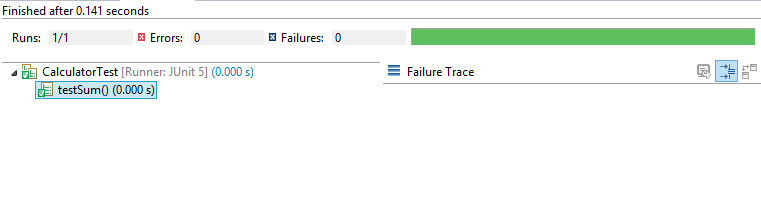 Finished after 0.141 seconds
Runs: 1/1 Errors: 0 Failures: 0
CalculatorTest [Runner: JUnit 5] (0.000 s)
testSum() (0.000 s)
Failure Trace